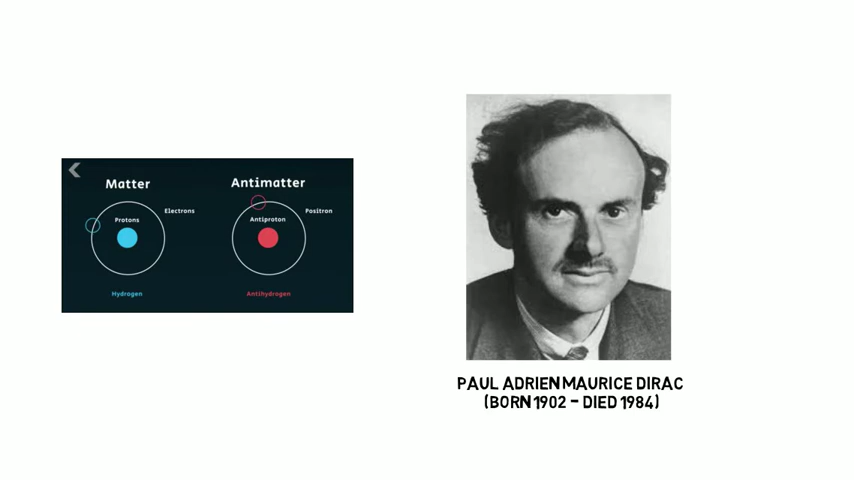 Matter
Antimatter
Electrons
Positron
Protons
Antiproton
Hydrogen
Antihydrogen
PAUL ADRIEN MAURICE DIRAC
(BORN 1902 - DIED 1984)